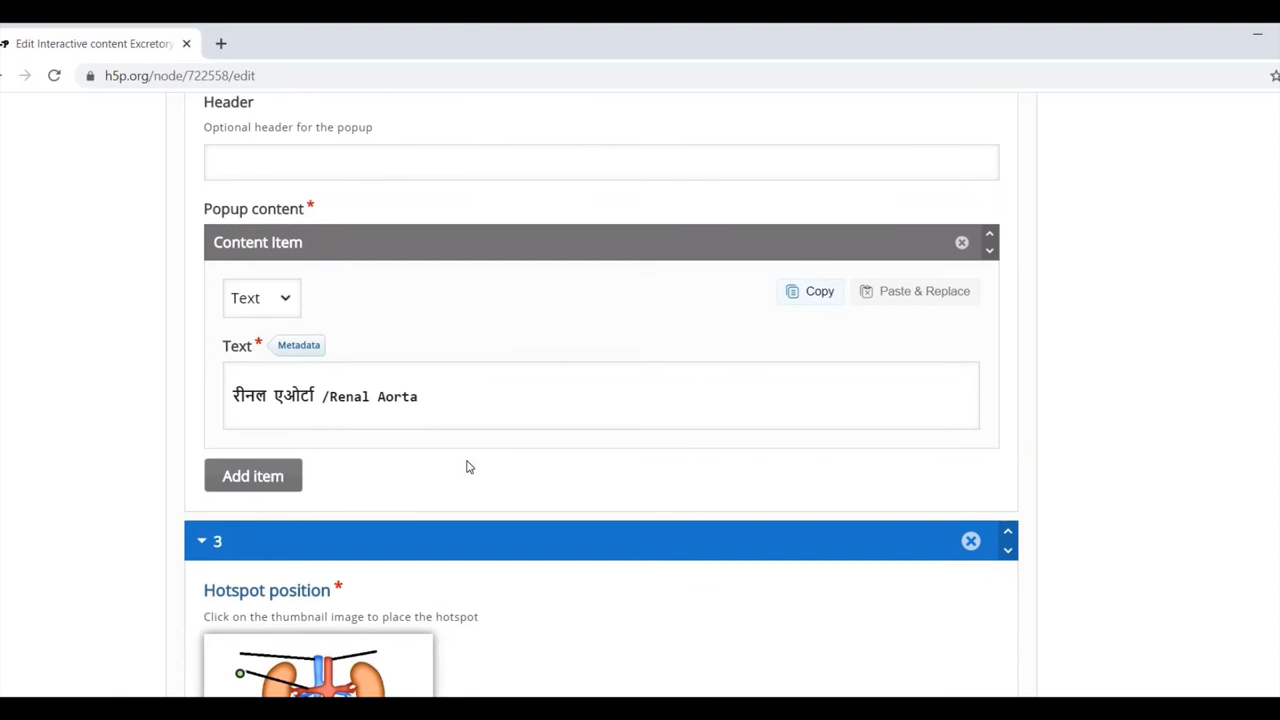 Edit Interactive content Excretory
h5p.org/node/722558/edit
Header
Optional header for the popup
Popup content *
Content Item
Text
Copy
Paste & Replace
Text *
Metadata
रीनल एओर्टा /Renal Aorta
Add item
3
Hotspot position *
Click on the thumbnail image to place the hotspot